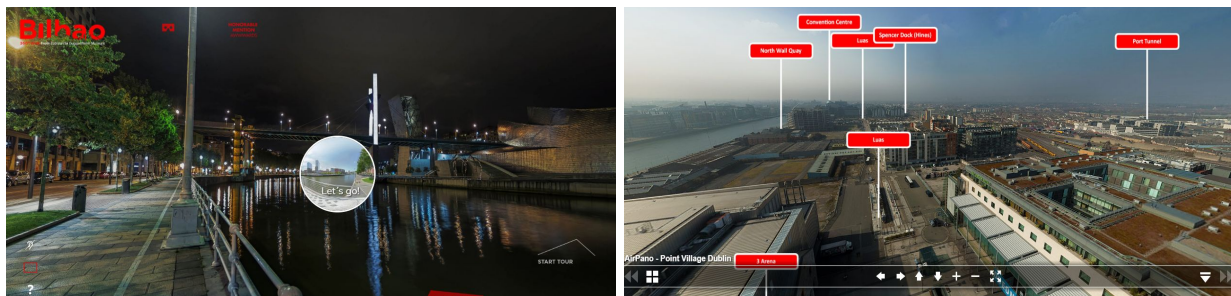 Bilbao
Let's go!
START TOUR
?
Convention Centre
Luas
Spencer Dock (Hines)
North Wall Quay
Port Tunnel
Luas
3 Arena
AirPano - Point Village Dublin